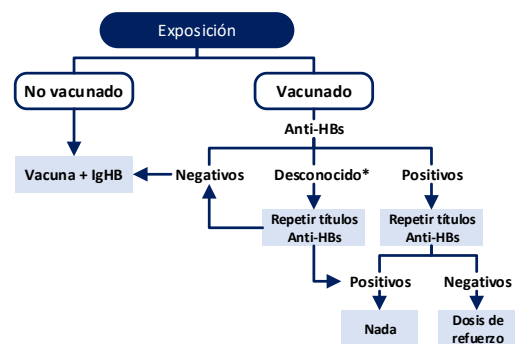 Exposición
No vacunado
Vacunado
Anti-HBs
Vacuna + IgHB
Negativos
Desconocido*
Positivos
Repetir títulos
Anti-HBs
Repetir títulos
Anti-HBs
Positivos
Negativos
Nada
Dosis de
refuerzo